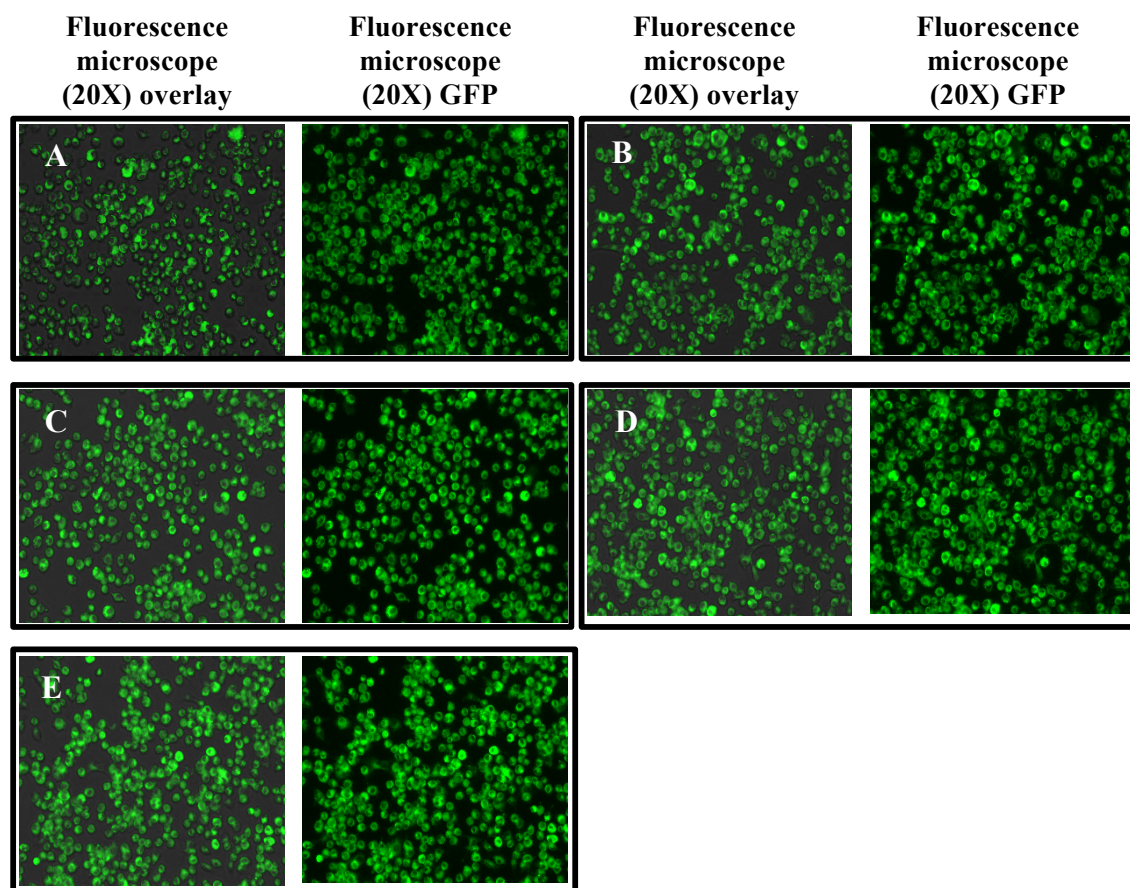 Fluorescence
microscope
(20X) overlay
Fluorescence
microscope
(20X) GFP
Fluorescence
microscope
(20X) overlay
Fluorescence
microscope
(20X) GFP
A
B
C
D
E